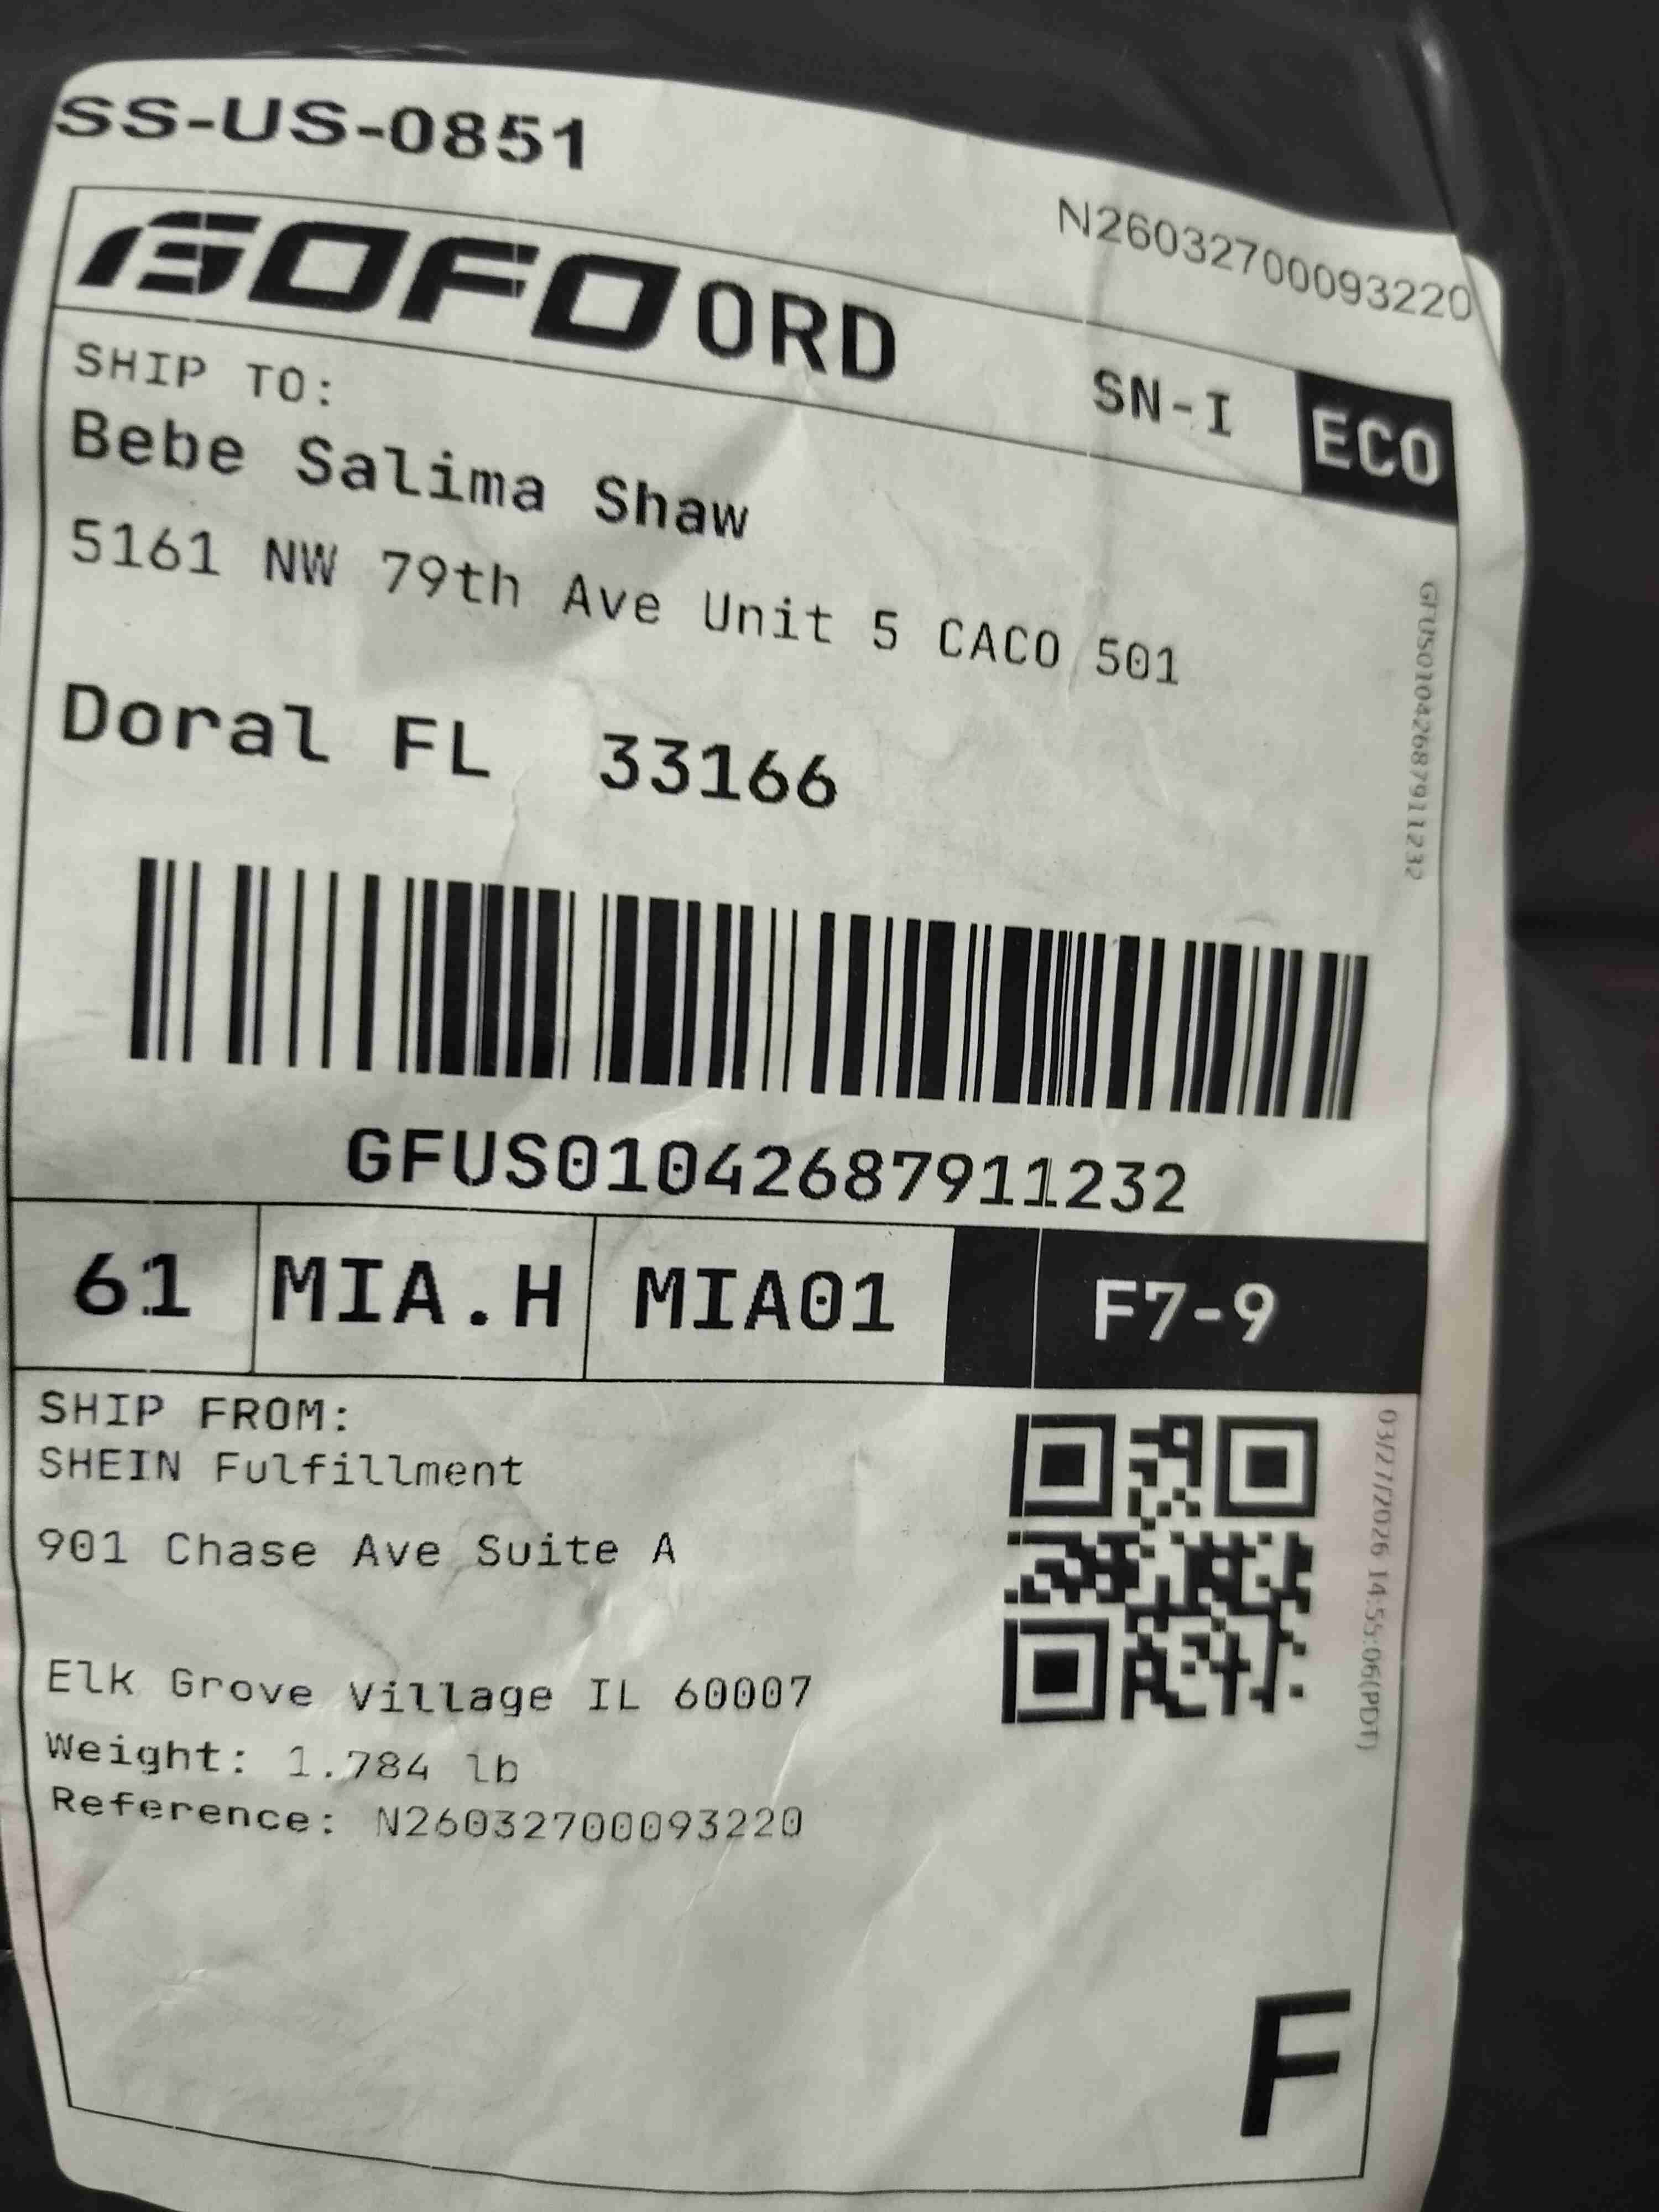 SS-US-0851
N26032700093220
GOFO ORD SN-I ECO
SHIP TO:
Bebe Salima Shaw
5161 NW 79th Ave Unit 5 CACO 501
Doral FL 33166
GFUS01042687911232
GFUS01042687911232
61 MIA.H MIA01 F7-9
SHIP FROM:
SHEIN Fulfillment
901 Chase Ave Suite A
Elk Grove Village IL 60007
Weight: 1.784 lb
Reference: N26032700093220
03/27/2026 14:55:06(PDT)
F